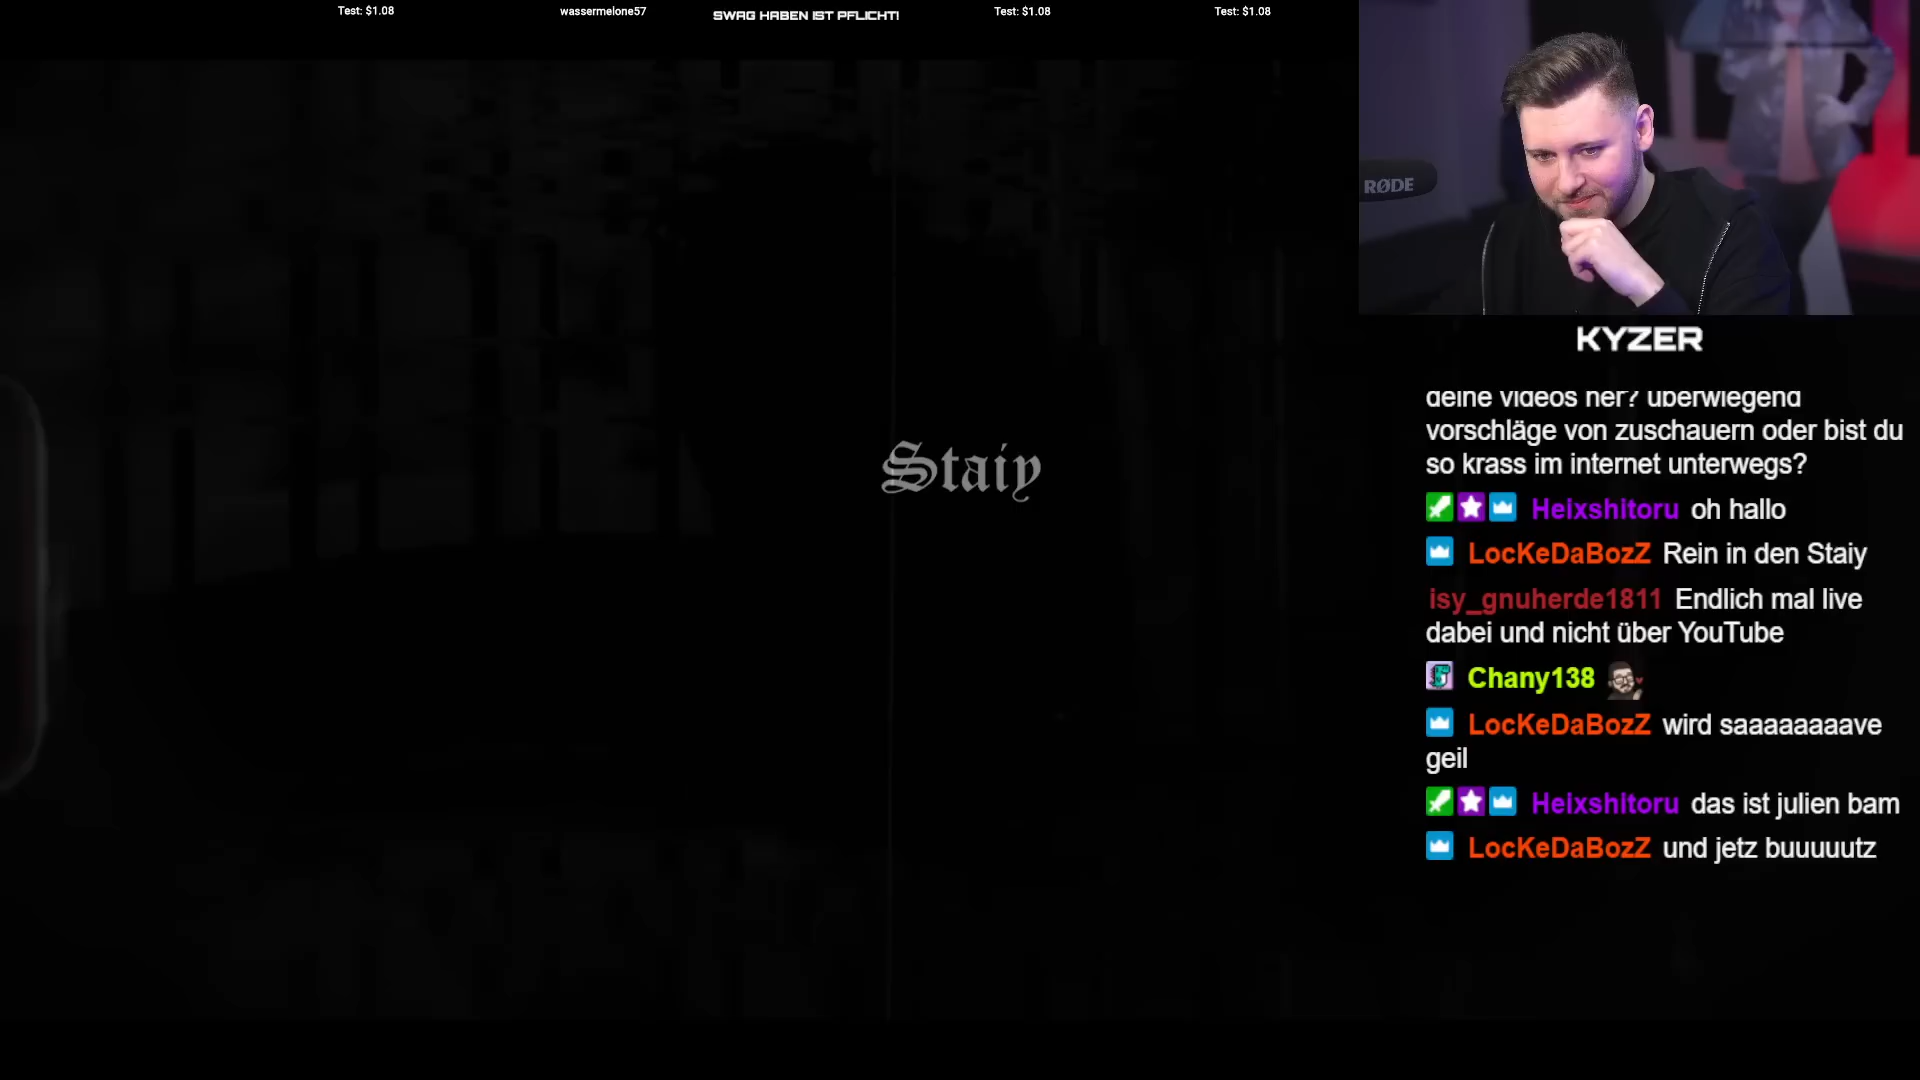 Test: $1.08
wassermelone57
SWAG HABEN IST PFLICHT!
Test: $1.08
Test: $1.08
RØDE
KYZER
Staiy
deine videos her? überwiegend
vorschläge von zuschauern oder bist du
so krass im internet unterwegs?
Heixshitoru oh hallo
LocKeDaBozZ Rein in den Staiy
isy_gnuherde1811 Endlich mal live
dabei und nicht über YouTube
Chany138
LocKeDaBozZ wird saaaaaaaave
geil
Heixshitoru das ist julien bam
LocKeDaBozZ und jetz buuuuutz